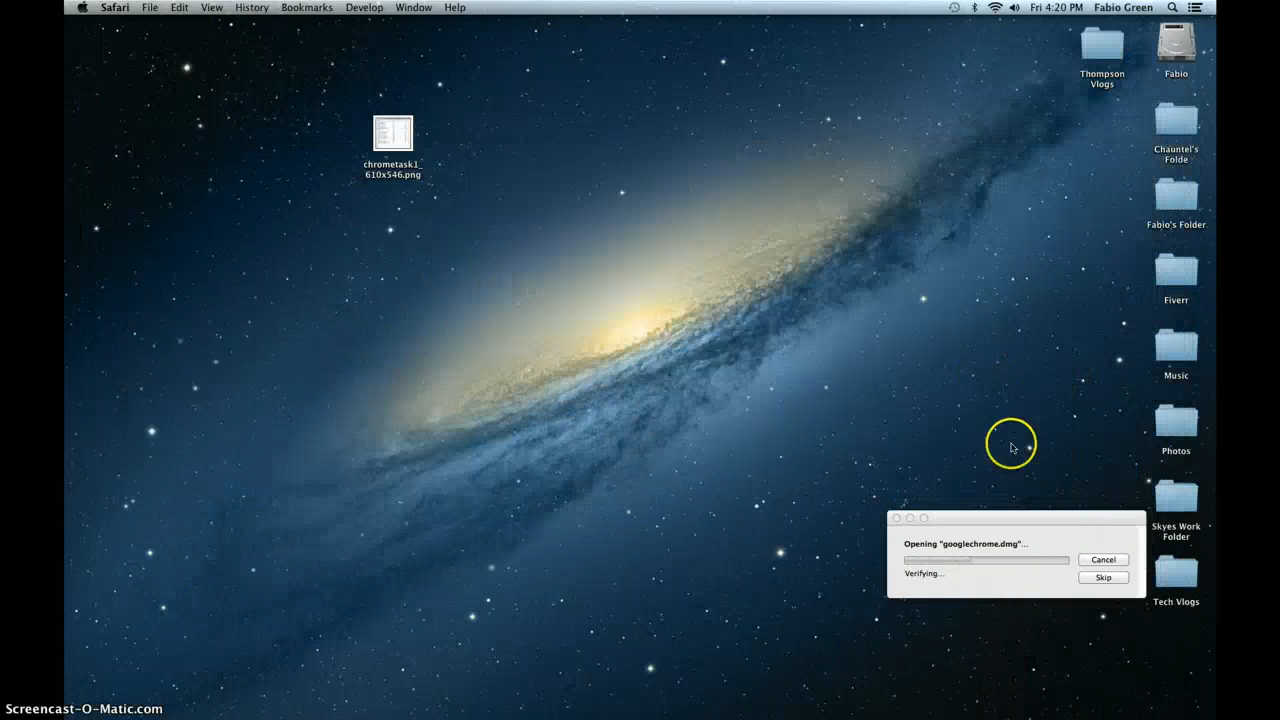 Safari File Edit View History Bookmarks Develop Window Help
Fri 4:20 PM Fabio Green
Thompson
Vlogs
Fabio
chrometask1_
610x546.png
Chauntel's
Folde
Fabio's Folder
Fiverr
Music
Photos
Skyes Work
Folder
Tech Vlogs
Opening "googlechrome.dmg"...
Cancel
Verifying...
Skip
Screencast-O-Matic.com